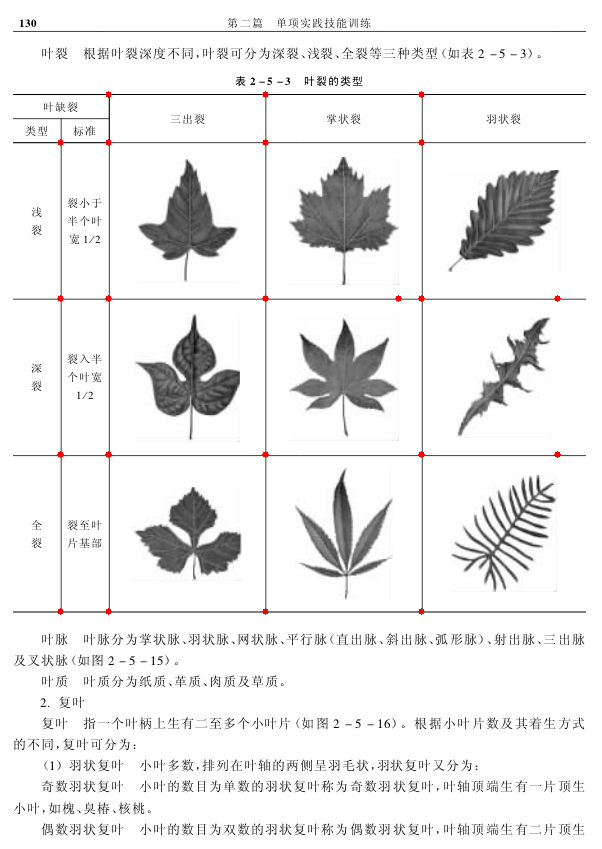 130 第二篇 单项实践技能训练
叶裂 根据叶裂深度不同,叶裂可分为深裂、浅裂、全裂等三种类型(如表 2-5-3)。
表 2-5-3 叶裂的类型
叶缺裂
三出裂 掌状裂 羽状裂
类型 标准
浅裂
裂小于
半个叶
宽 1/2
深裂
裂入半
个叶宽
1/2
全裂
裂至叶
片基部
叶脉 叶脉分为掌状脉、羽状脉、网状脉、平行脉(直出脉、斜出脉、弧形脉)、射出脉、三出脉
及叉状脉(如图 2-5-15)。
叶质 叶质分为纸质、革质、肉质及草质。
2. 复叶
复叶 指一个叶柄上生有二至多个小叶片(如图 2-5-16)。根据小叶片数及其着生方式
的不同,复叶可分为:
(1) 羽状复叶 小叶多数,排列在叶轴的两侧呈羽毛状,羽状复叶又分为:
奇数羽状复叶 小叶的数目为单数的羽状复叶称为奇数羽状复叶,叶轴顶端生有一片顶生
小叶,如槐、臭椿、核桃。
偶数羽状复叶 小叶的数目为双数的羽状复叶称为偶数羽状复叶,叶轴顶端生有二片顶生